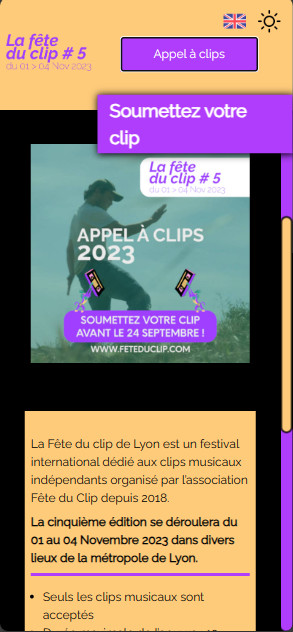 La fête
du clip # 5
du 01 > 04 Nov 2023
Appel à clips
Soumettez votre
clip
La fête
du clip # 5
du 01 > 04 Nov 2023
APPEL À CLIPS
2023
SOUMETTEZ VOTRE CLIP
AVANT LE 24 SEPTEMBRE !
WWW.FETEDUCLIP.COM
La Fête du clip de Lyon est un festival
international dédié aux clips musicaux
indépendants organisé par l'association
Fête du Clip depuis 2018.
La cinquième édition se déroulera du
01 au 04 Novembre 2023 dans divers
lieux de la métropole de Lyon.
• Seuls les clips musicaux sont
acceptés